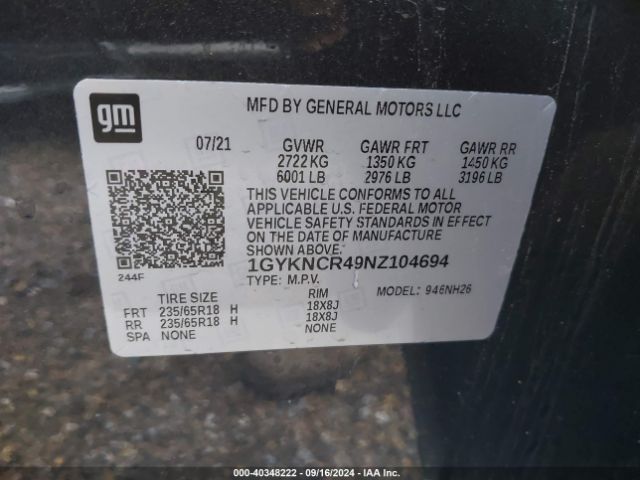 gm
MFD BY GENERAL MOTORS LLC
07/21 GVWR GAWR FRT GAWR RR
2722 KG 1350 KG 1450 KG
6001 LB 2976 LB 3196 LB
THIS VEHICLE CONFORMS TO ALL
APPLICABLE U.S. FEDERAL MOTOR
VEHICLE SAFETY STANDARDS IN EFFECT
ON THE DATE OF MANUFACTURE SHOWN ABOVE.
1GYKNCR49NZ104694
244F
TYPE: M.P.V. MODEL: 946NH26
TIRE SIZE RIM
FRT 235/65R18 H 18X8J
RR 235/65R18 H 18X8J
SPA NONE NONE
© - 40348222 - 09/16/2024 - IAA Inc.